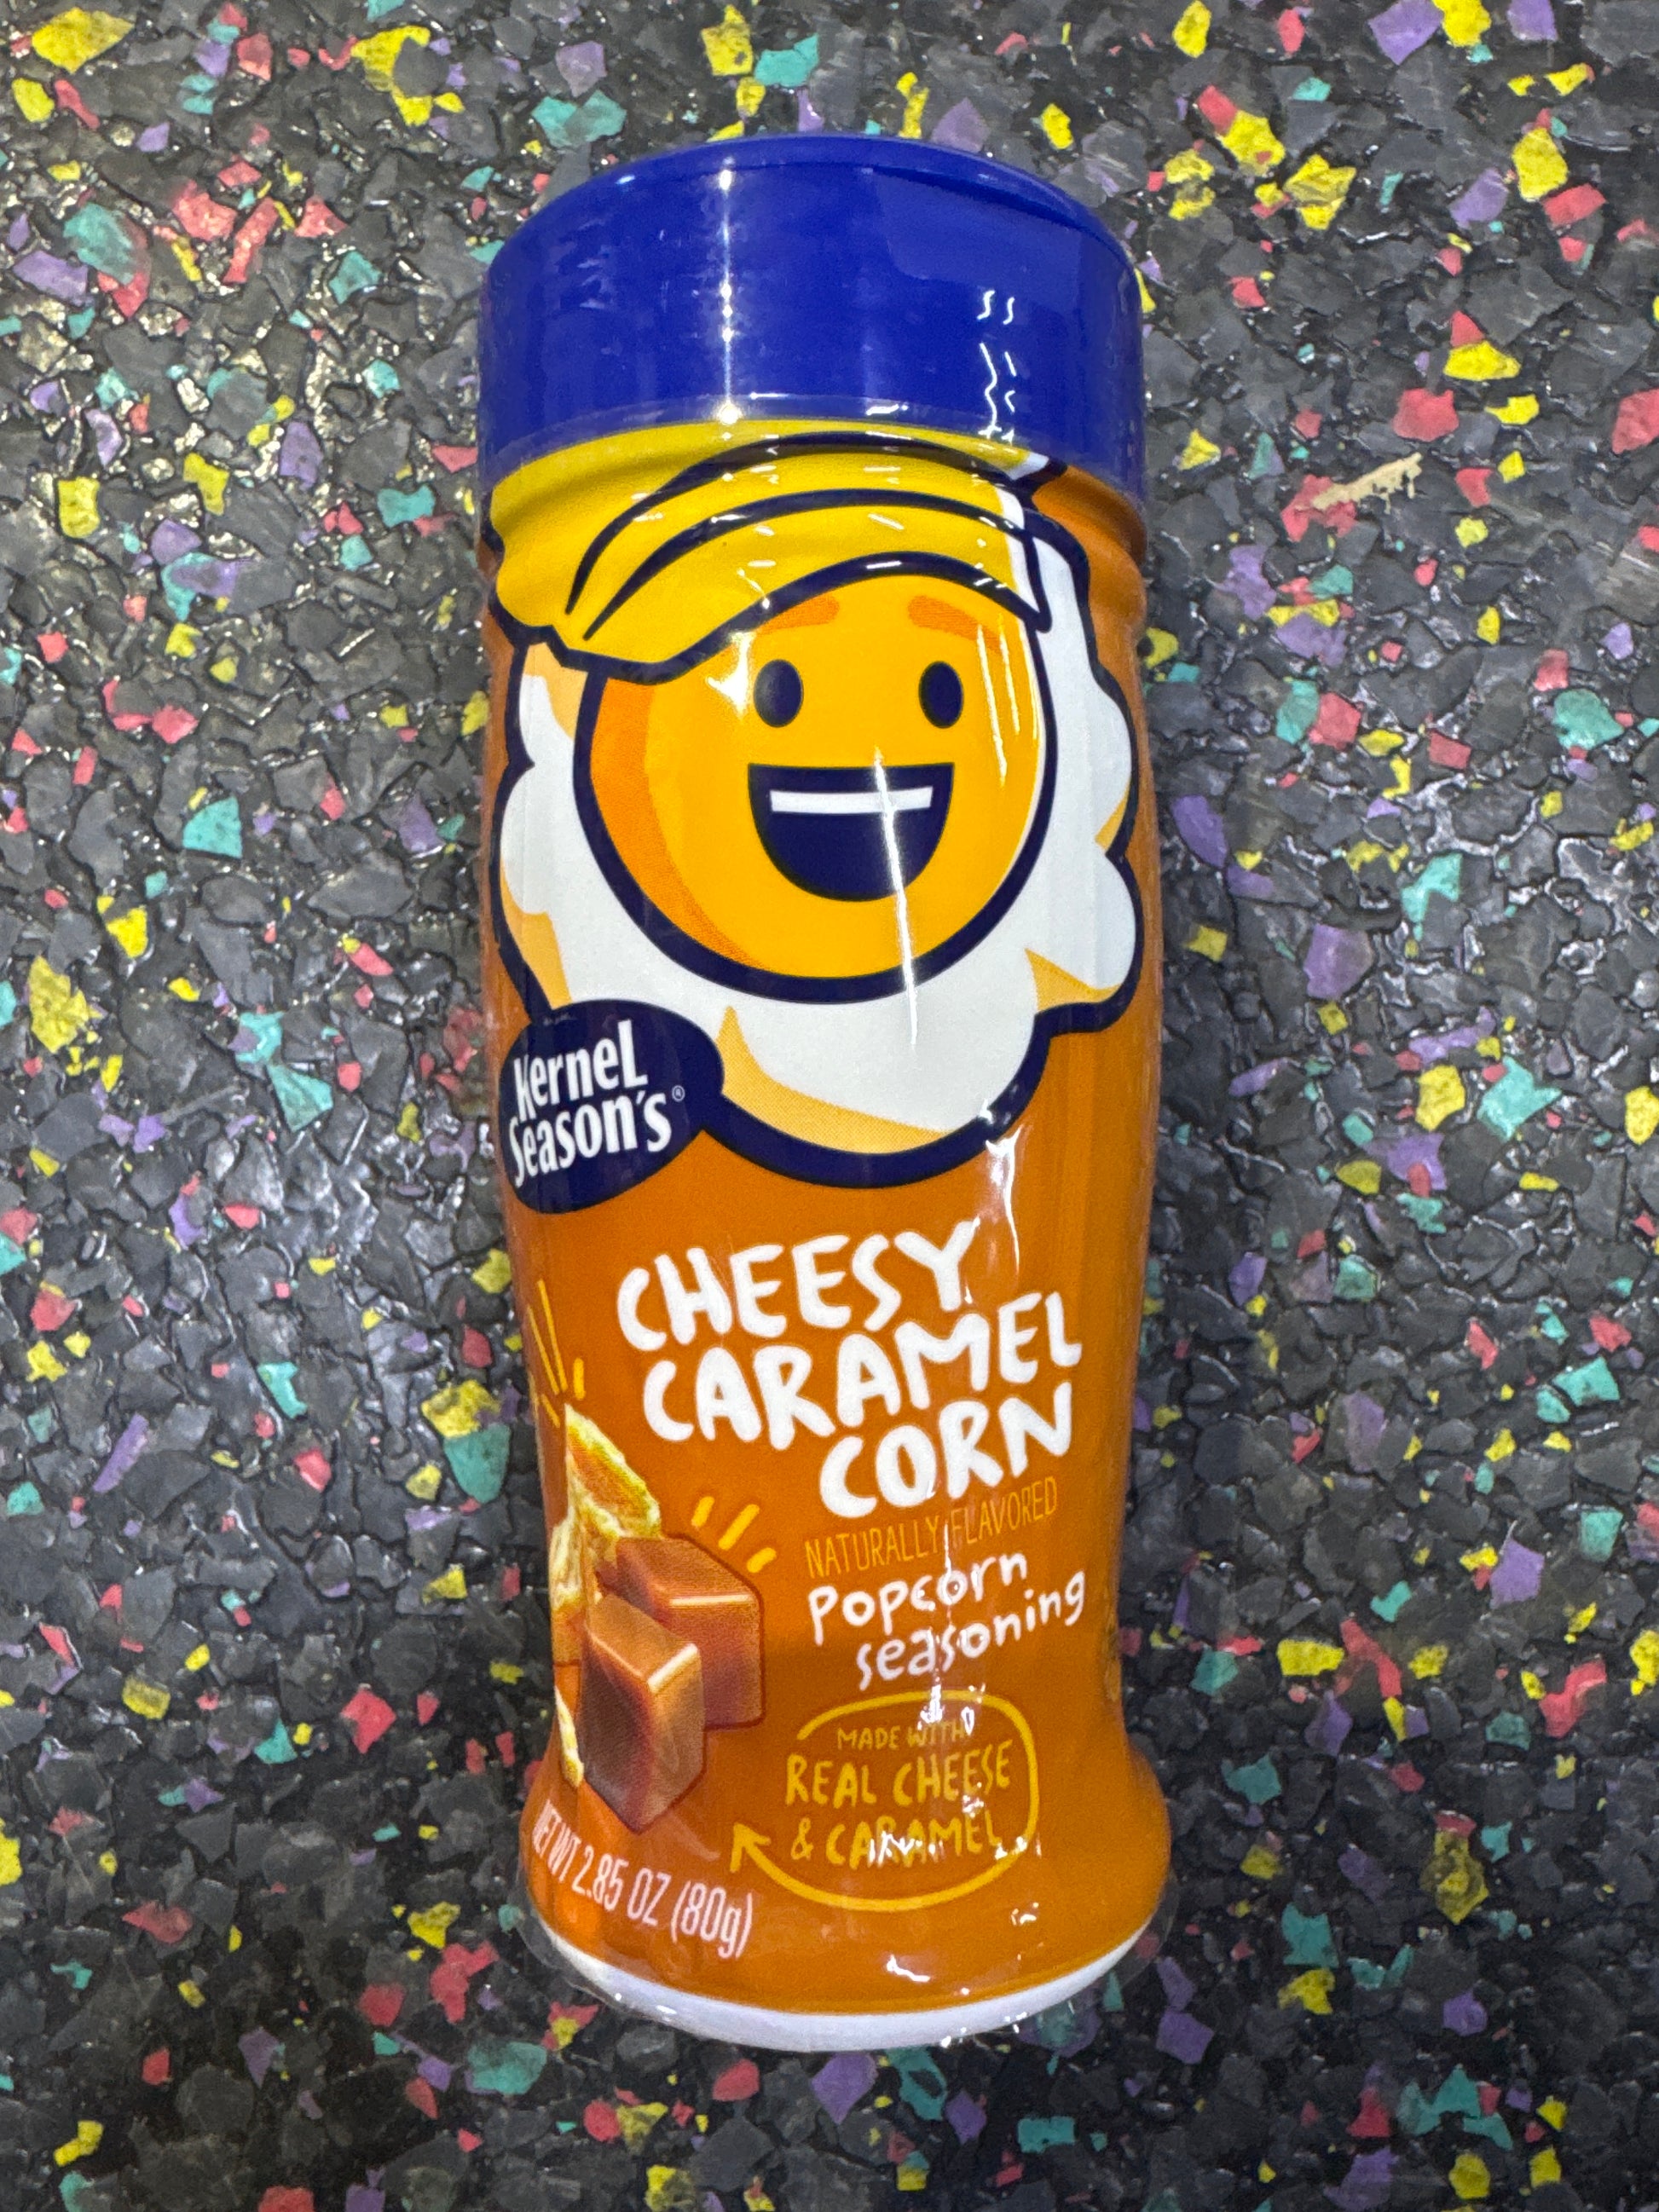 Kernel
Season's®
CHEESY
CARAMEL
CORN
NATURALLY FLAVORED
Popcorn
seasoning
MADE WITH
REAL CHEESE
& CARAMEL
NET WT 2.85 OZ (80g)